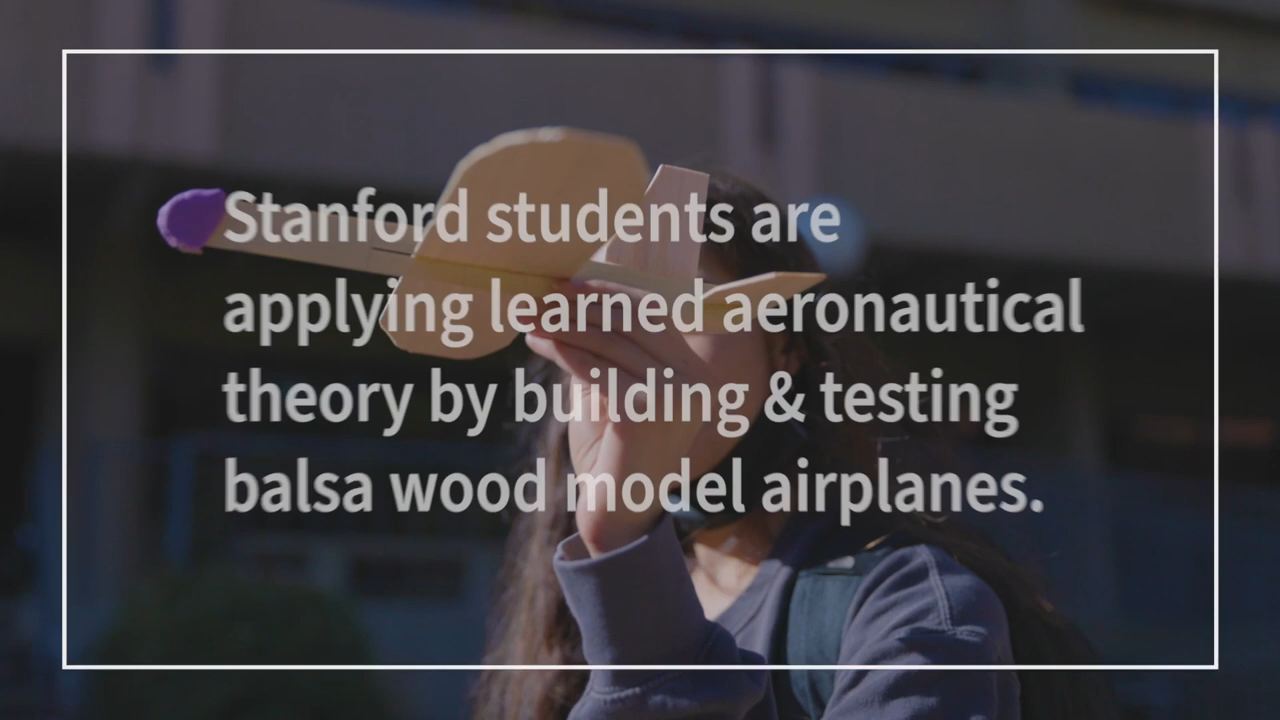 Stanford students are
applying learned aeronautical
theory by building & testing
balsa wood model airplanes.